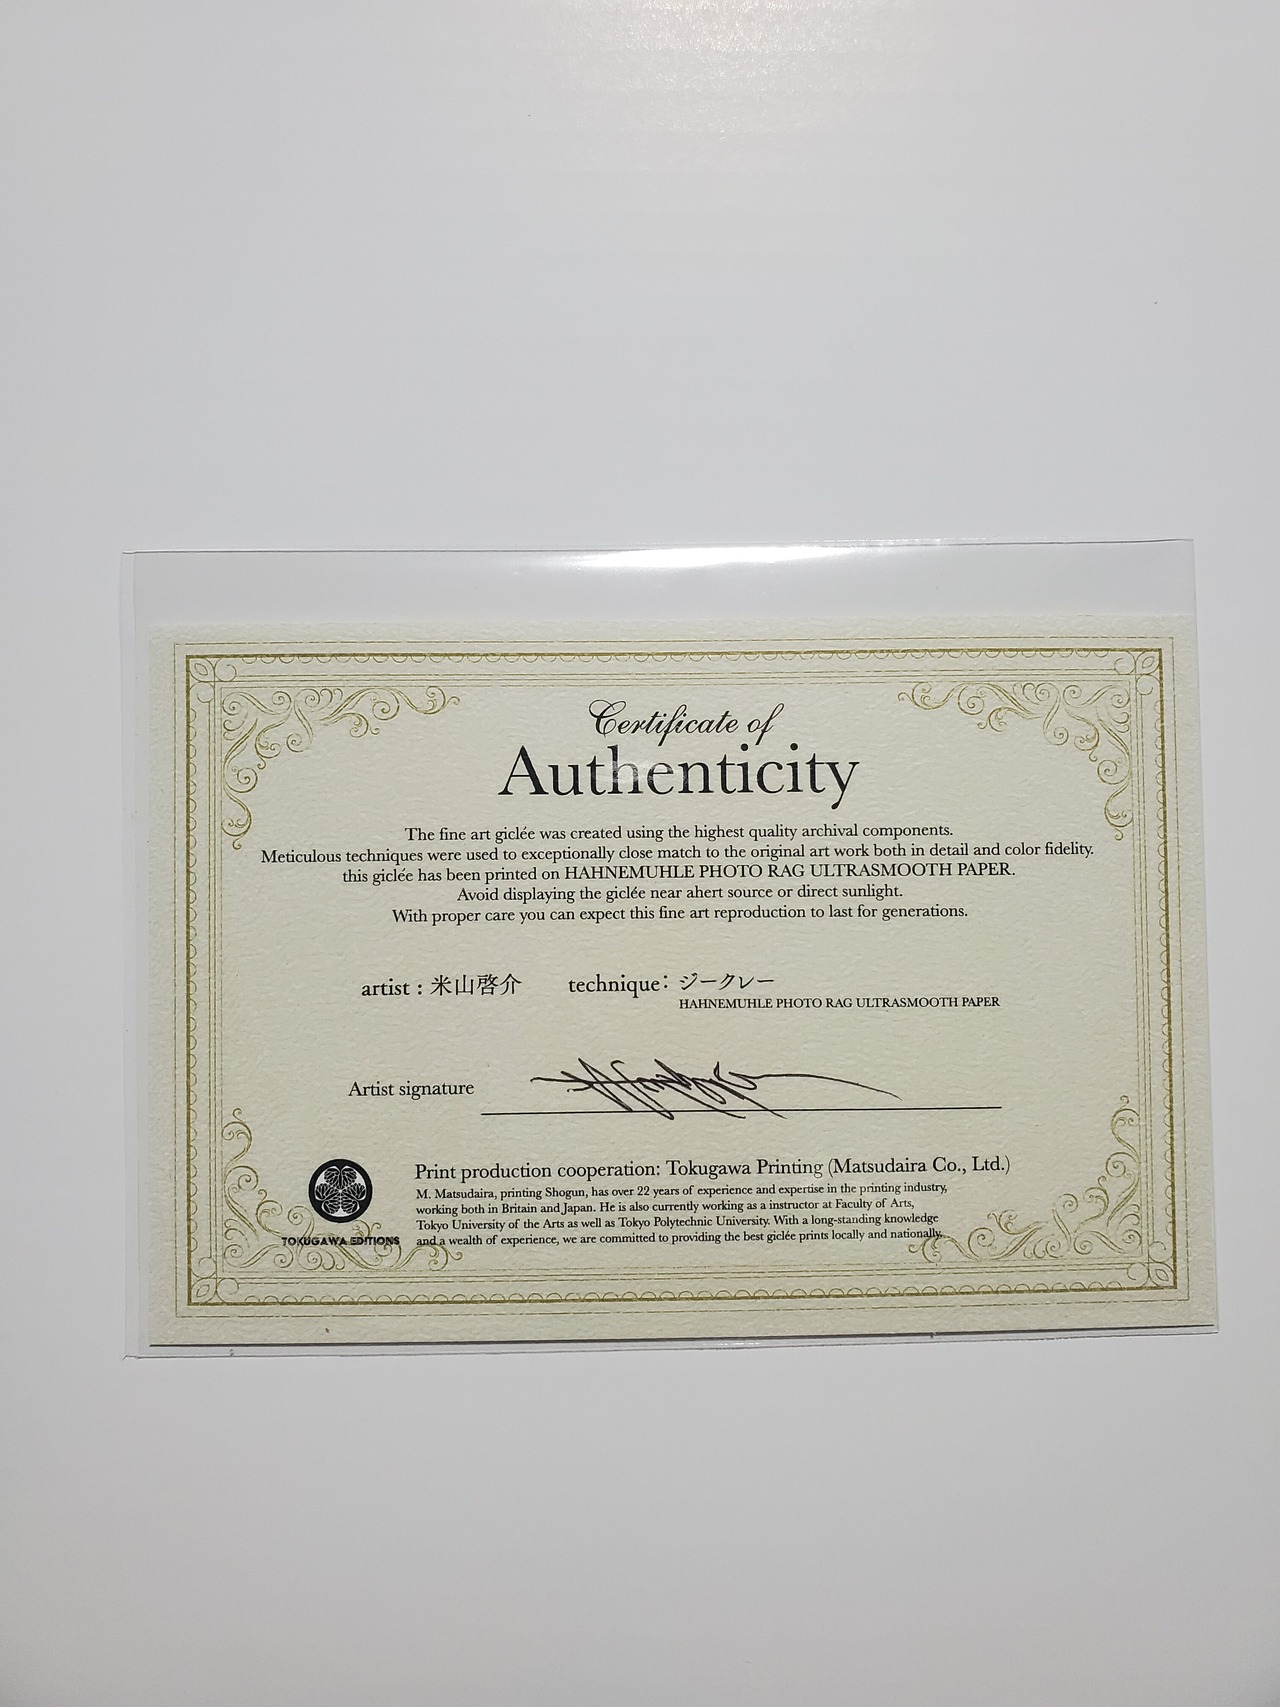 Certificate of
Authenticity
The fine art giclée was created using the highest quality archival components.
Meticulous techniques were used to exceptionally close match to the original art work both in detail and color fidelity.
this giclée has been printed on HAHNEMUHLE PHOTO RAG ULTRASMOOTH PAPER.
Avoid displaying the giclée near ahert source or direct sunlight.
With proper care you can expect this fine art reproduction to last for generations.
artist : 米山啓介 technique: ジークレー
HAHNEMUHLE PHOTO RAG ULTRASMOOTH PAPER
Artist signature
Print production cooperation: Tokugawa Printing (Matsudaira Co., Ltd.)
M. Matsudaira, printing Shogun, has over 22 years of experience and expertise in the printing industry,
working both in Britain and Japan. He is also currently working as a instructor at Faculty of Arts,
Tokyo University of the Arts as well as Tokyo Polytechnic University. With a long-standing knowledge
and a wealth of experience, we are committed to providing the best giclée prints locally and nationally.
TOKUGAWA EDITIONS